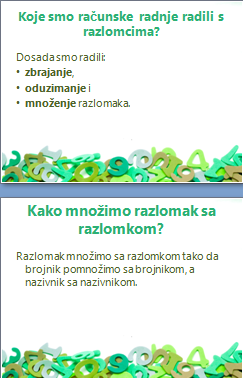 Koje smo računske radnje radili s
razlomcima?
Dosada smo radili:
• zbrajanje,
• oduzimanje i
• množenje razlomaka.
Kako množimo razlomak sa
razlomkom?
Razlomak množimo sa razlomkom tako da
brojnik pomnožimo sa brojnikom, a
nazivnik sa nazivnikom.